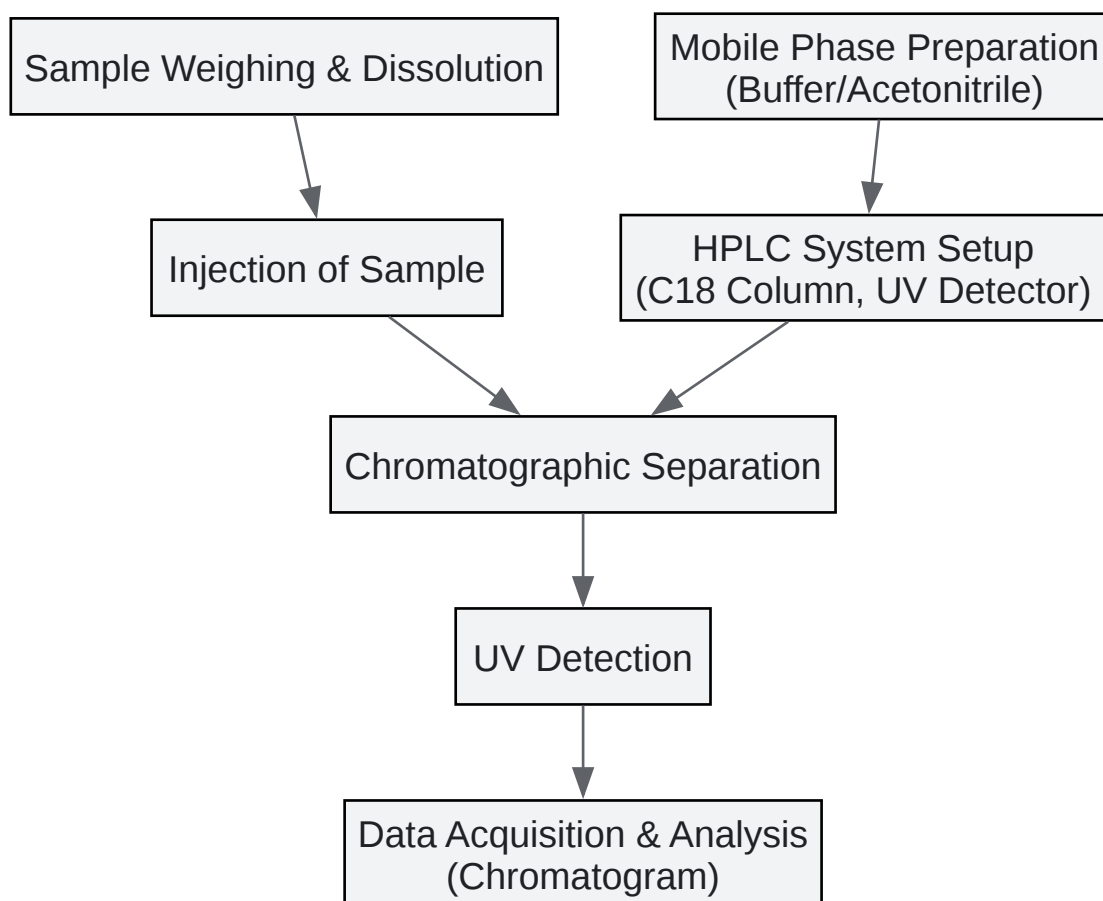 Sample Weighing & Dissolution
Mobile Phase Preparation
(Buffer/Acetonitrile)
Injection of Sample
HPLC System Setup
(C18 Column, UV Detector)
Chromatographic Separation
UV Detection
Data Acquisition & Analysis
(Chromatogram)